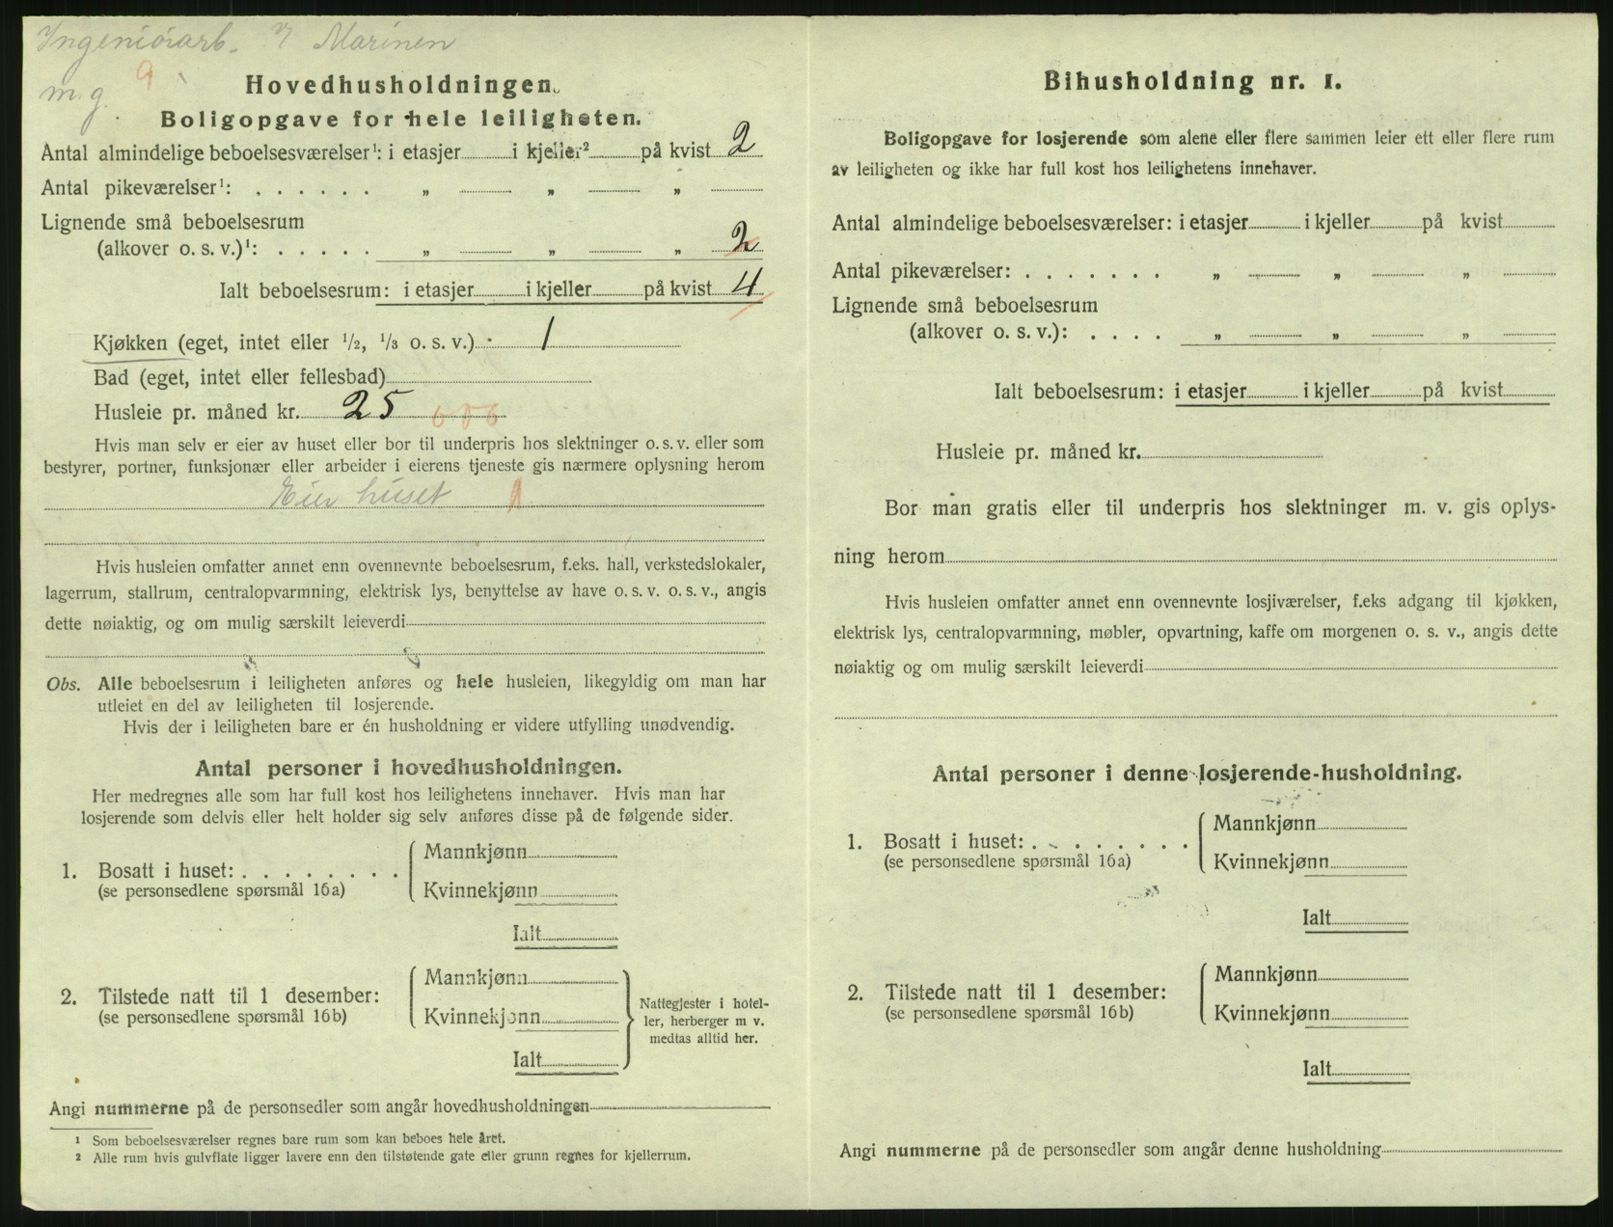 Ingeniörarb. v/ Marinen
m.g. 9
Hovedhusholdningen.
Boligopgave for hele leiligheten.
Antal almindelige beboelsesværelser¹: i etasjer i kjeller² på kvist 2
Antal pikeværelser¹: . . . . . . „ „ „
Lignende små beboelsesrum
(alkover o. s. v.)¹: . . . . . „ „ „ 2
Ialt beboelsesrum: i etasjer i kjeller på kvist 4
Kjøkken (eget, intet eller 1/2, 1/3 o. s. v.) 1
Bad (eget, intet eller fellesbad)
Husleie pr. måned kr. 25
Hvis man selv er eier av huset eller bor til underpris hos slektninger o. s. v. eller som
bestyrer, portner, funksjonær eller arbeider i eierens tjeneste gis nærmere oplysning herom
Eier huset
Hvis husleien omfatter annet enn ovennevnte beboelsesrum, f.eks. hall, verkstedslokaler,
lagerrum, stallrum, centralopvarmning, elektrisk lys, benyttelse av have o. s. v. o. s. v., angis
dette nøiaktig, og om mulig særskilt leieverdi
Obs. Alle beboelsesrum i leiligheten anføres og hele husleien, likegyldig om man har
utleiet en del av leiligheten til losjerende.
Hvis der i leiligheten bare er én husholdning er videre utfylling unødvendig.
Antal personer i hovedhusholdningen.
Her medregnes alle som har full kost hos leilighetens innehaver. Hvis man har
losjerende som delvis eller helt holder sig selv anføres disse på de følgende sider.
1. Bosatt i huset: . . . . . . . .
(se personsedlene spørsmål 16a)
Mannkjønn
Kvinnekjønn
Ialt
2. Tilstede natt til 1 desember:
(se personsedlene spørsmål 16b)
Mannkjønn
Kvinnekjønn
Ialt
Nattegjester i hotel-
ler, herberger m v.
medtas alltid her.
Angi nummerne på de personsedler som angår hovedhusholdningen
¹ Som beboelsesværelser regnes bare rum som kan beboes hele året.
² Alle rum hvis gulvflate ligger lavere enn den tilstøtende gate eller grunn regnes for kjellerrum.
Bihusholdning nr. 1.
Boligopgave for losjerende som alene eller flere sammen leier ett eller flere rum
av leiligheten og ikke har full kost hos leilighetens innehaver.
Antal almindelige beboelsesværelser: i etasjer i kjeller på kvist
Antal pikeværelser: . . . . . . . „ „ „
Lignende små beboelsesrum
(alkover o. s. v.): . . . . „ „ „
Ialt beboelsesrum: i etasjer i kjeller på kvist
Husleie pr. måned kr.
Bor man gratis eller til underpris hos slektninger m. v. gis oplys-
ning herom
Hvis husleien omfatter annet enn ovennevnte losjiværelser, f.eks adgang til kjøkken,
elektrisk lys, centralopvarmning, møbler, opvartning, kaffe om morgenen o. s. v., angis dette
nøiaktig og om mulig særskilt leieverdi
Antal personer i denne losjerende-husholdning.
1. Bosatt i huset: . . . . . . . .
(se personsedlene spørsmål 16a)
Mannkjønn
Kvinnekjønn
Ialt
2. Tilstede natt til 1 desember:
(se personsedlene spørsmål 16b)
Mannkjønn
Kvinnekjønn
Ialt
Angi nummerne på de personsedler som angår denne husholdning